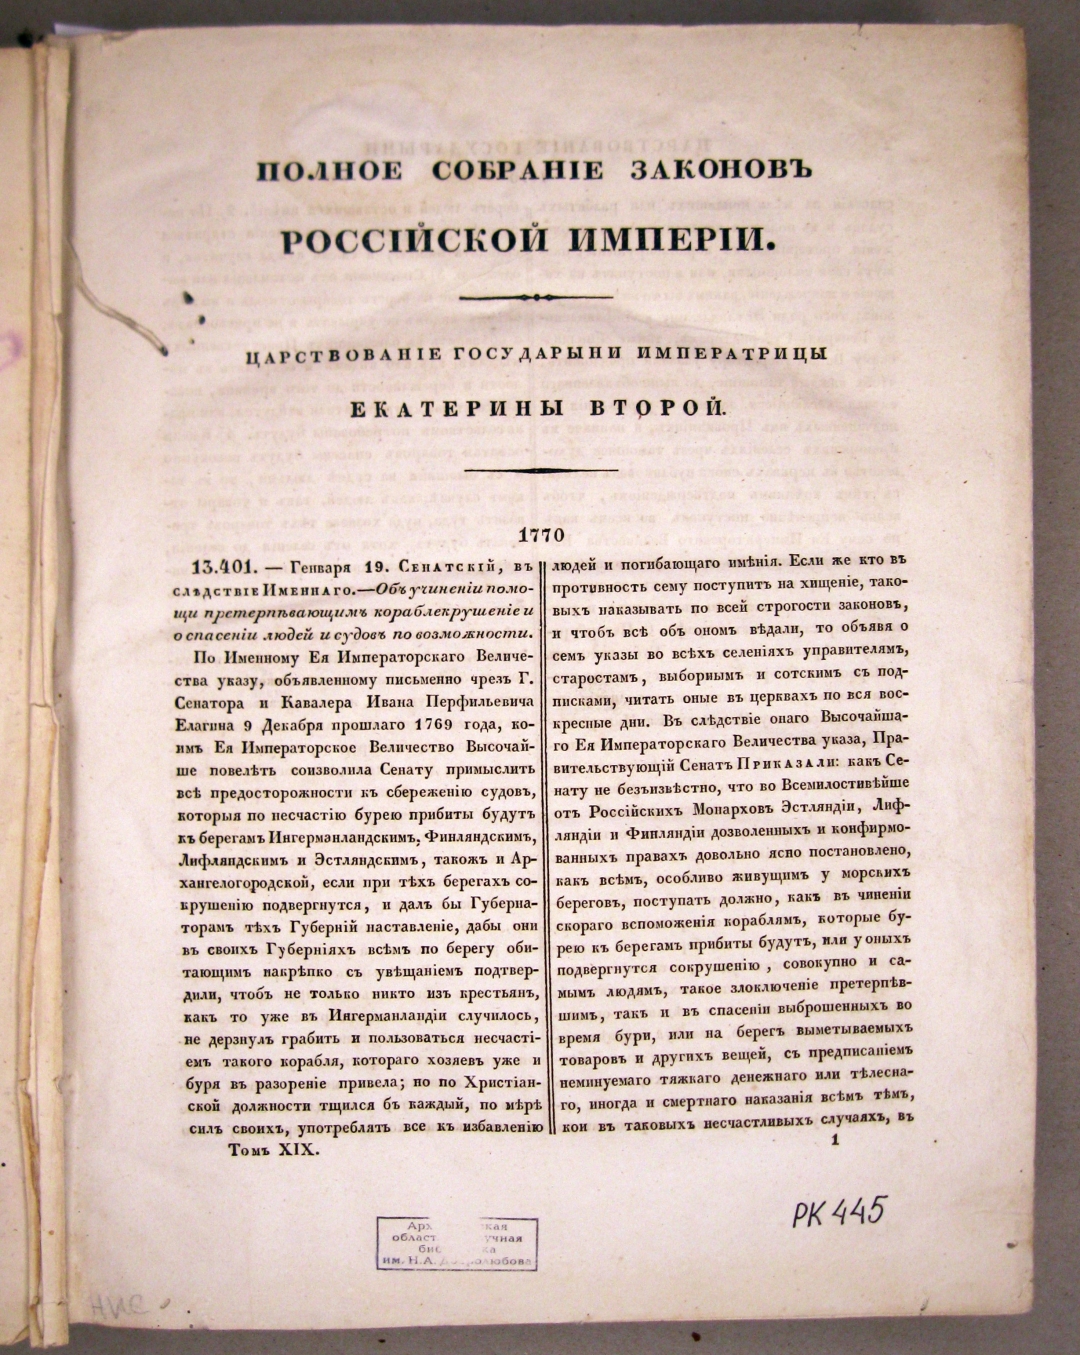 ПОЛНОЕ СОБРАНІЕ ЗАКОНОВЪ
РОССІЙСКОЙ ИМПЕРІИ.
ЦАРСТВОВАНІЕ ГОСУДАРЫНИ ИМПЕРАТРИЦЫ
ЕКАТЕРИНЫ ВТОРОЙ.
1770
13.401. — Генваря 19. Сенатскій, въ
слѣдствіе Именнаго.—Объ учиненіи помо-
щи претерпѣвающимъ кораблекрушеніе и
о спасеніи людей и судовъ по возможности.
По Именному Ея Императорскаго Величе-
ства указу, объявленному письменно чрезъ Г.
Сенатора и Кавалера Ивана Перфильевича
Елагина 9 Декабря прошлаго 1769 года, ко-
имъ Ея Императорское Величество Высочай-
ше повелѣть соизволила Сенату примыслить
всѣ предосторожности къ сбереженію судовъ,
которыя по несчастію бурею прибиты будутъ
къ берегамъ Ингерманландскимъ, Финляндскимъ,
Лифляндскимъ и Эстляндскимъ, такожъ и Ар-
хангелогородской, если при тѣхъ берегахъ со-
крушенію подвергнутся, и далъ бы Губерна-
торамъ тѣхъ Губерній наставленіе, дабы они
въ своихъ Губерніяхъ всѣмъ по берегу оби-
тающимъ накрѣпко съ увѣщаніемъ подтвер-
дили, чтобъ не только никто изъ крестьянъ,
какъ то уже въ Ингерманландіи случилось,
не дерзнулъ грабить и пользоваться несчасті-
емъ такого корабля, котораго хозяевъ уже и
буря въ разореніе привела; но по Христіан-
ской должности тщился бъ каждый, по мѣрѣ
силъ своихъ, употреблять все къ избавленію
Томъ XIX.
людей и погибающаго имѣнія. Если же кто въ
противность сему поступитъ на хищеніе, тако-
выхъ наказывать по всей строгости законовъ,
и чтобъ всѣ объ ономъ вѣдали, то объявя о
семъ указы во всѣхъ селеніяхъ управителямъ,
старостамъ, выборнымъ и сотскимъ съ под-
писками, читать оные въ церквахъ по вся вос-
кресные дни. Въ слѣдствіе онаго Высочайша-
го Ея Императорскаго Величества указа, Пра-
вительствующій Сенатъ Приказали: какъ Се-
нату не безъизвѣстно, что во Всемилостивѣйше
отъ Россійскихъ Монарховъ Эстляндіи, Лиф-
ляндіи и Финляндіи дозволенныхъ и конфирмо-
ванныхъ правахъ довольно ясно постановлено,
какъ всѣмъ, особливо живущимъ у морскихъ
береговъ, поступать должно, какъ въ чиненіи
скораго вспоможенія кораблямъ, которые бу-
рею къ берегамъ прибиты будутъ, или у оныхъ
подвергнутся сокрушенію, совокупно и са-
мымъ людямъ, такое злоключеніе претерпѣв-
шимъ, такъ и въ спасеніи выброшенныхъ во
время бури, или на берегъ выметываемыхъ
товаровъ и другихъ вещей, съ предписаніемъ
неминуемаго тяжкаго денежнаго или тѣлесна-
го, иногда и смертнаго наказанія всѣмъ тѣмъ,
кои въ таковыхъ несчастливыхъ случаяхъ, въ
1
РК 445
им. Н.А.
НИС